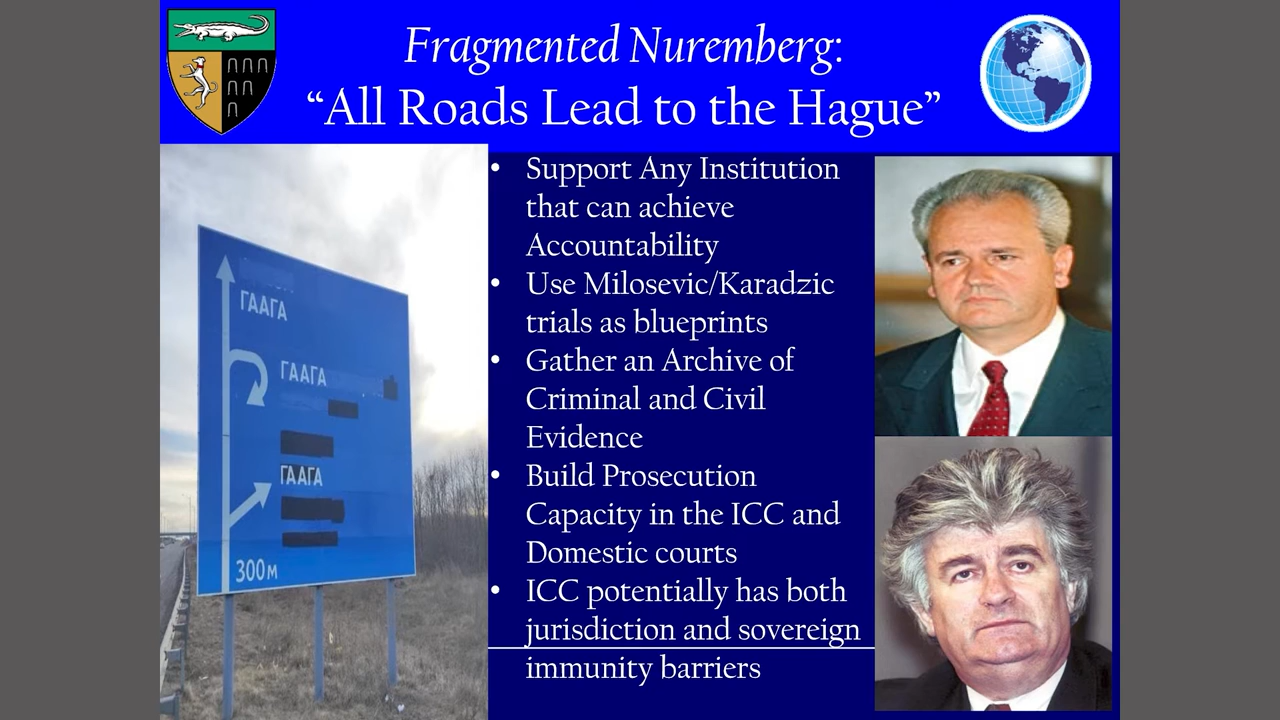 Fragmented Nuremberg:
“All Roads Lead to the Hague”
ГААГА
ГААГА
ГААГА
300м
• Support Any Institution
that can achieve
Accountability
• Use Milosevic/Karadzic
trials as blueprints
• Gather an Archive of
Criminal and Civil
Evidence
• Build Prosecution
Capacity in the ICC and
Domestic courts
• ICC potentially has both
jurisdiction and sovereign
immunity barriers